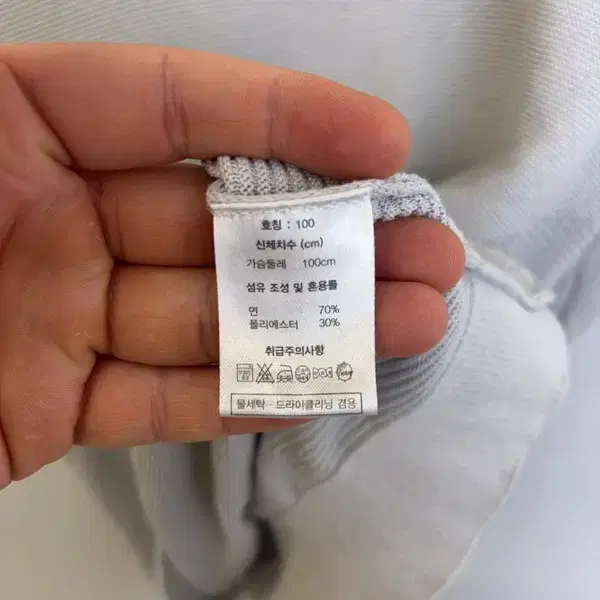 호칭 : 100
신체치수 (cm)
가슴둘레 100cm
섬유 조성 및 혼용률
면 70%
폴리에스터 30%
취급주의사항
물세탁 · 드라이클리닝 겸용